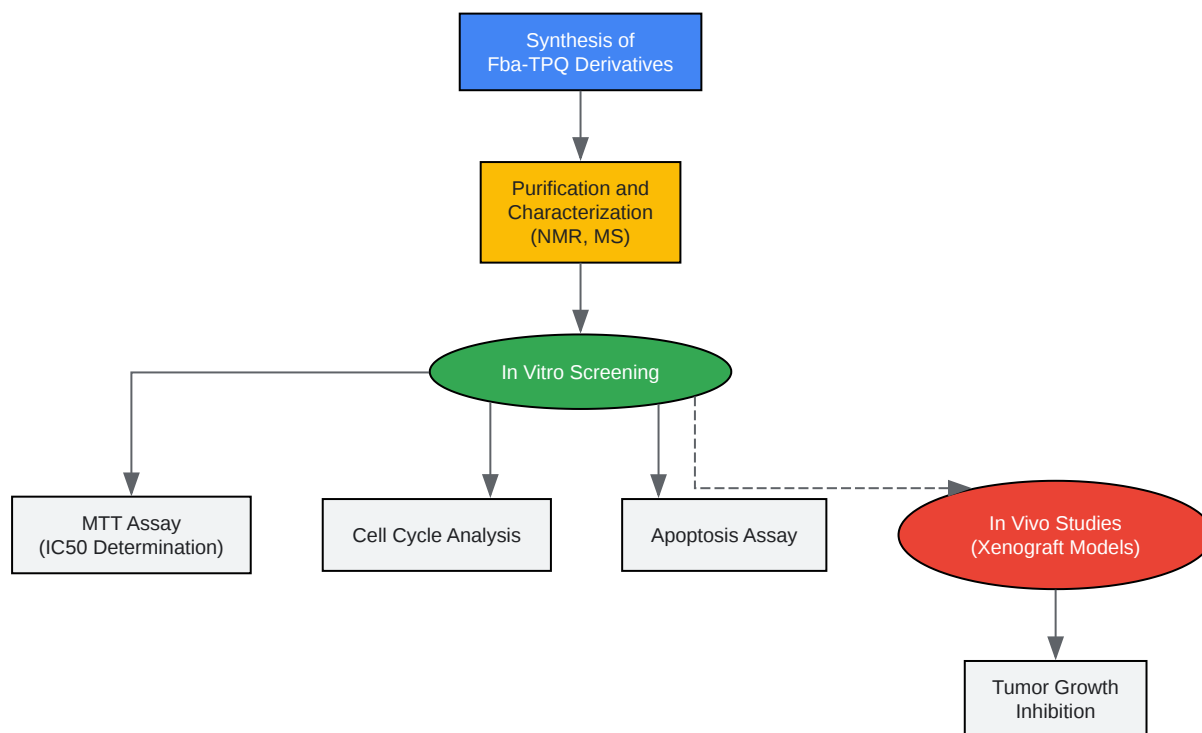 Synthesis of
Fba-TPQ Derivatives
Purification and
Characterization
(NMR, MS)
In Vitro Screening
MTT Assay
(IC50 Determination)
Cell Cycle Analysis
Apoptosis Assay
In Vivo Studies
(Xenograft Models)
Tumor Growth
Inhibition